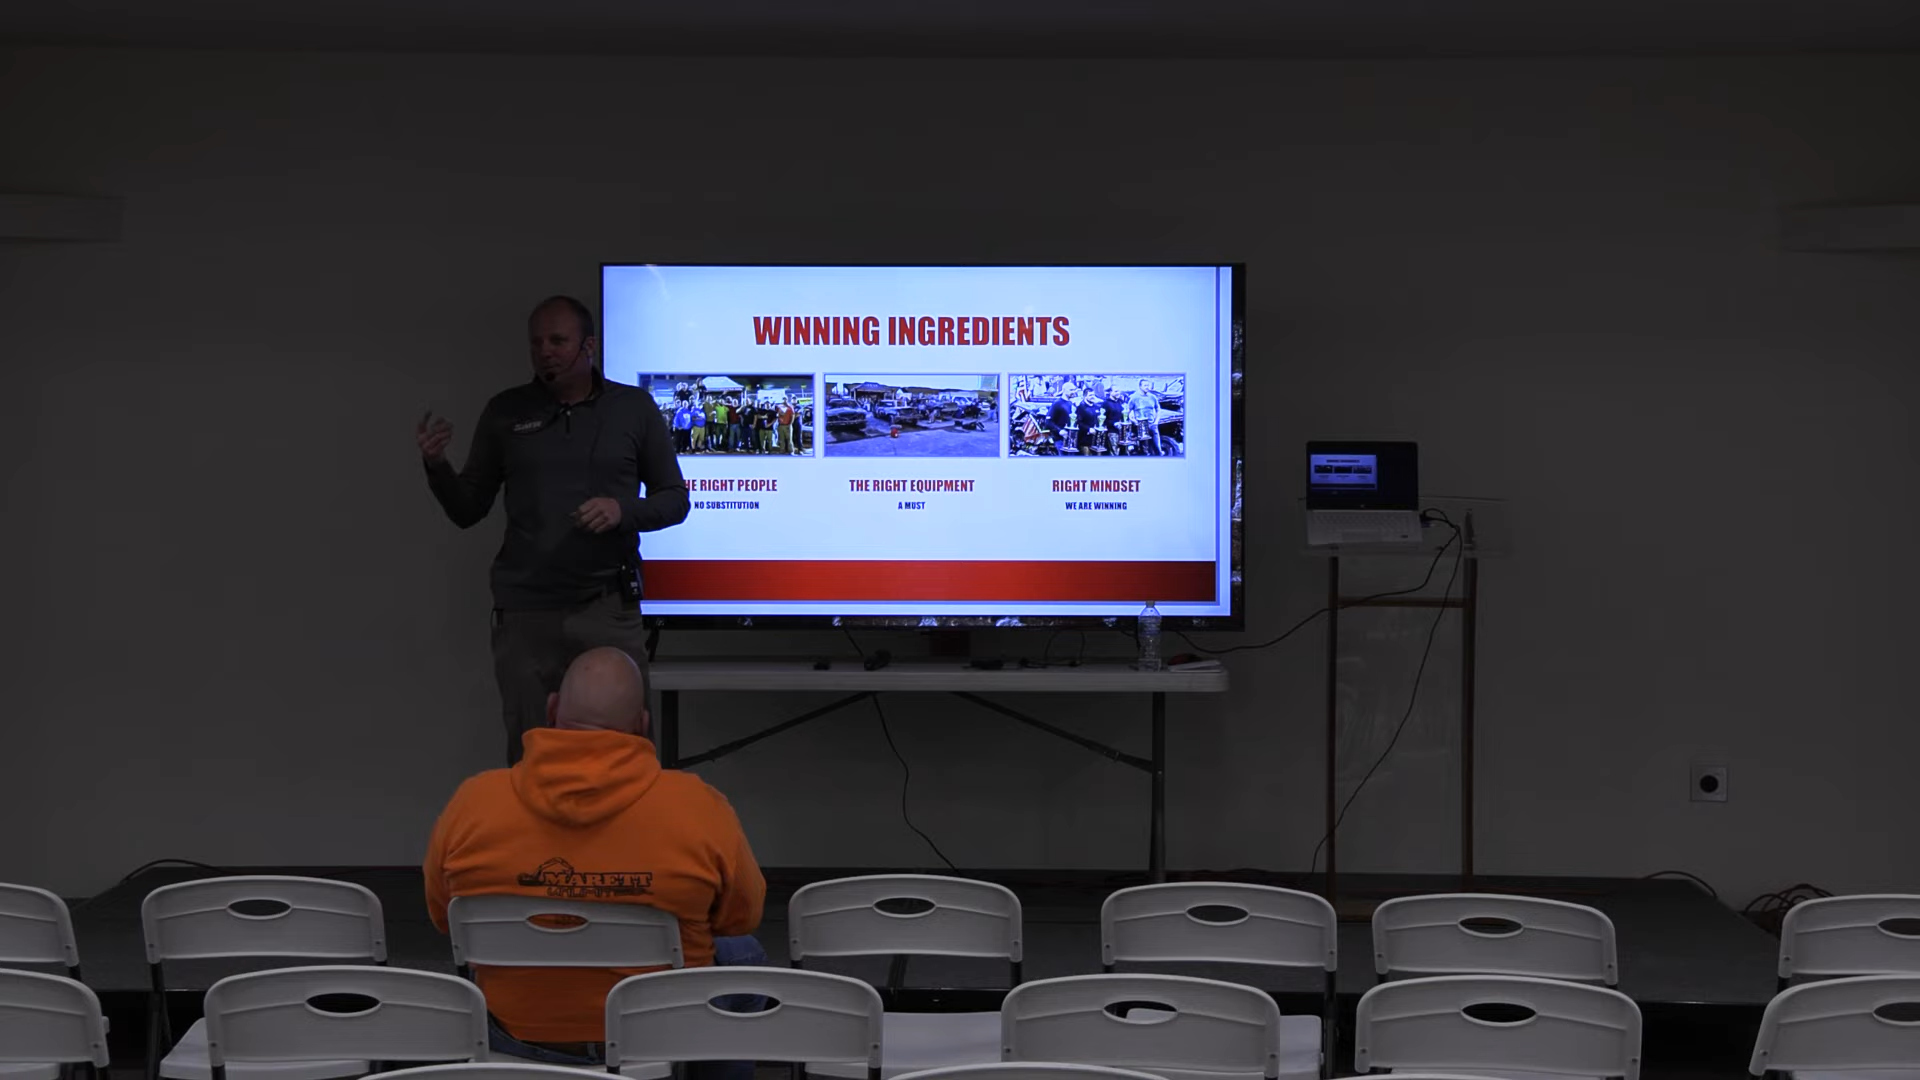 WINNING INGREDIENTS
HE RIGHT PEOPLE
NO SUBSTITUTION
THE RIGHT EQUIPMENT
A MUST
RIGHT MINDSET
WE ARE WINNING
MARETT